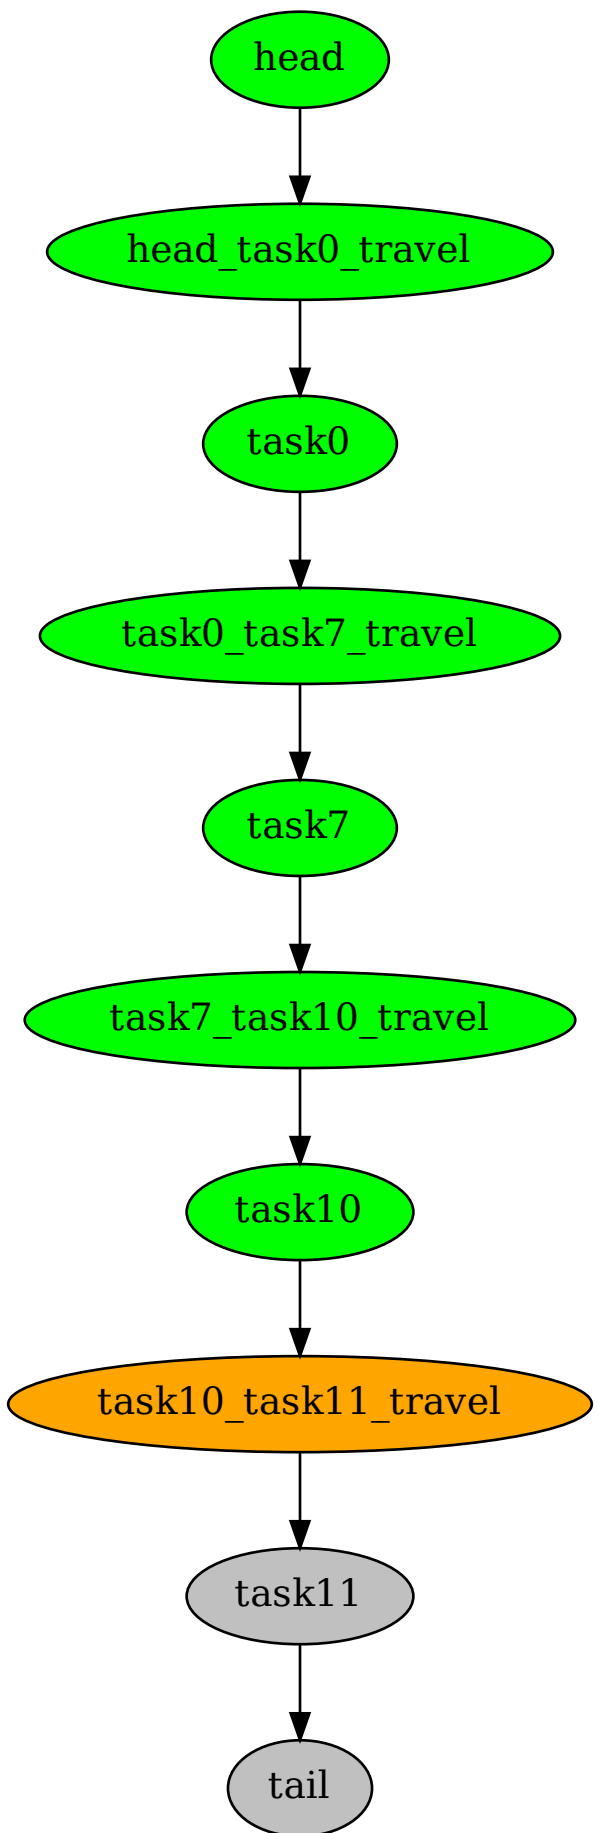 head
head_task0_travel
task0
task0_task7_travel
task7
task7_task10_travel
task10
task10_task11_travel
task11
tail